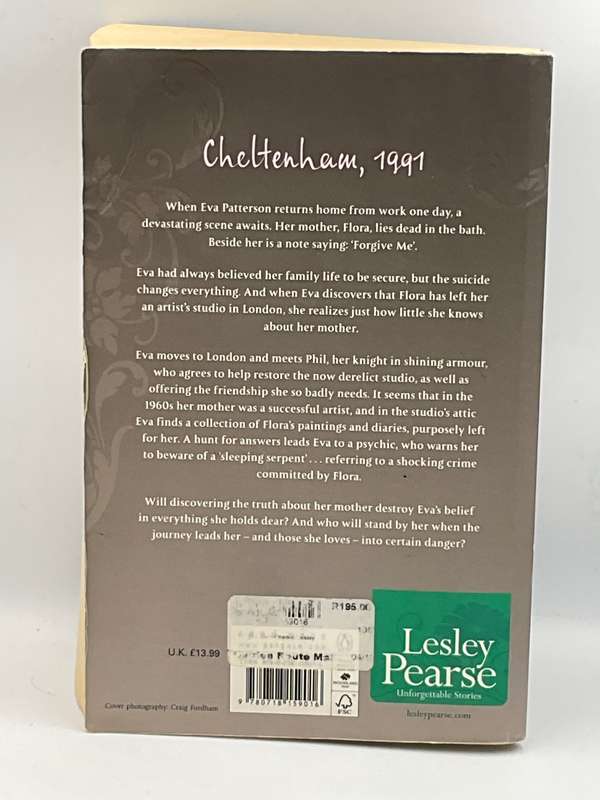 Cheltenham, 1991
When Eva Patterson returns home from work one day, a
devastating scene awaits. Her mother, Flora, lies dead in the bath.
Beside her is a note saying: ‘Forgive Me’.
Eva had always believed her family life to be secure, but the suicide
changes everything. And when Eva discovers that Flora has left her
an artist’s studio in London, she realizes just how little she knows
about her mother.
Eva moves to London and meets Phil, her knight in shining armour,
who agrees to help restore the now derelict studio, as well as
offering the friendship she so badly needs. It seems that in the
1960s her mother was a successful artist, and in the studio’s attic
Eva finds a collection of Flora’s paintings and diaries, purposely left
for her. A hunt for answers leads Eva to a psychic, who warns her
to beware of a ‘sleeping serpent’ . . . referring to a shocking crime
committed by Flora.
Will discovering the truth about her mother destroy Eva’s belief
in everything she holds dear? And who will stand by her when the
journey leads her – and those she loves – into certain danger?
R195.00
U.K. £13.99
Route
9 780718 159016
FSC
Lesley
Pearse
Unforgettable Stories
lesleypearse.com
Cover photography: Craig Fordham